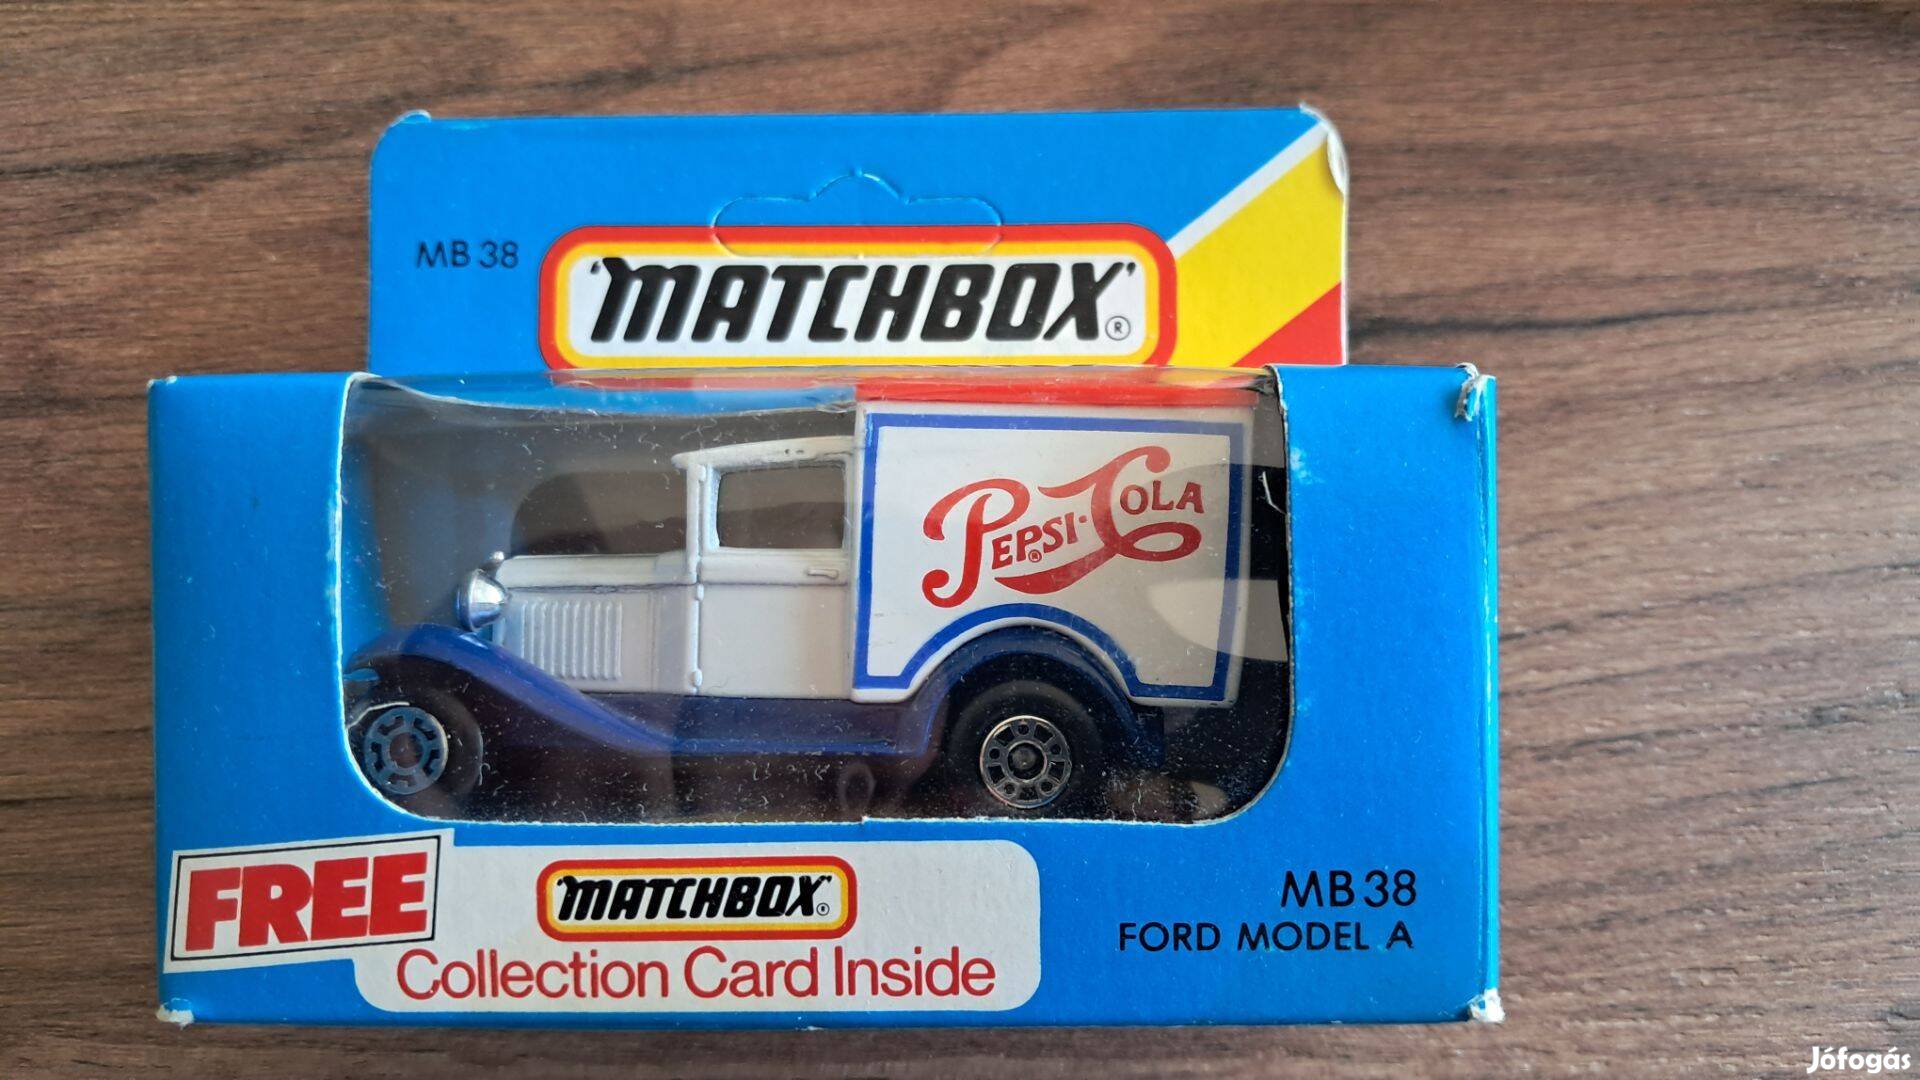 MB 38
'MATCHBOX'®
PEPSI-COLA
®
FREE
'MATCHBOX'®
Collection Card Inside
MB 38
FORD MODEL A
Jófogás